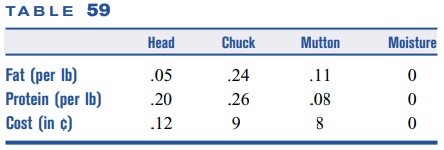 TABLE 59
Head Chuck Mutton Moisture
Fat (per lb) .05 .24 .11 0
Protein (per lb) .20 .26 .08 0
Cost (in ¢) .12 9 8 0